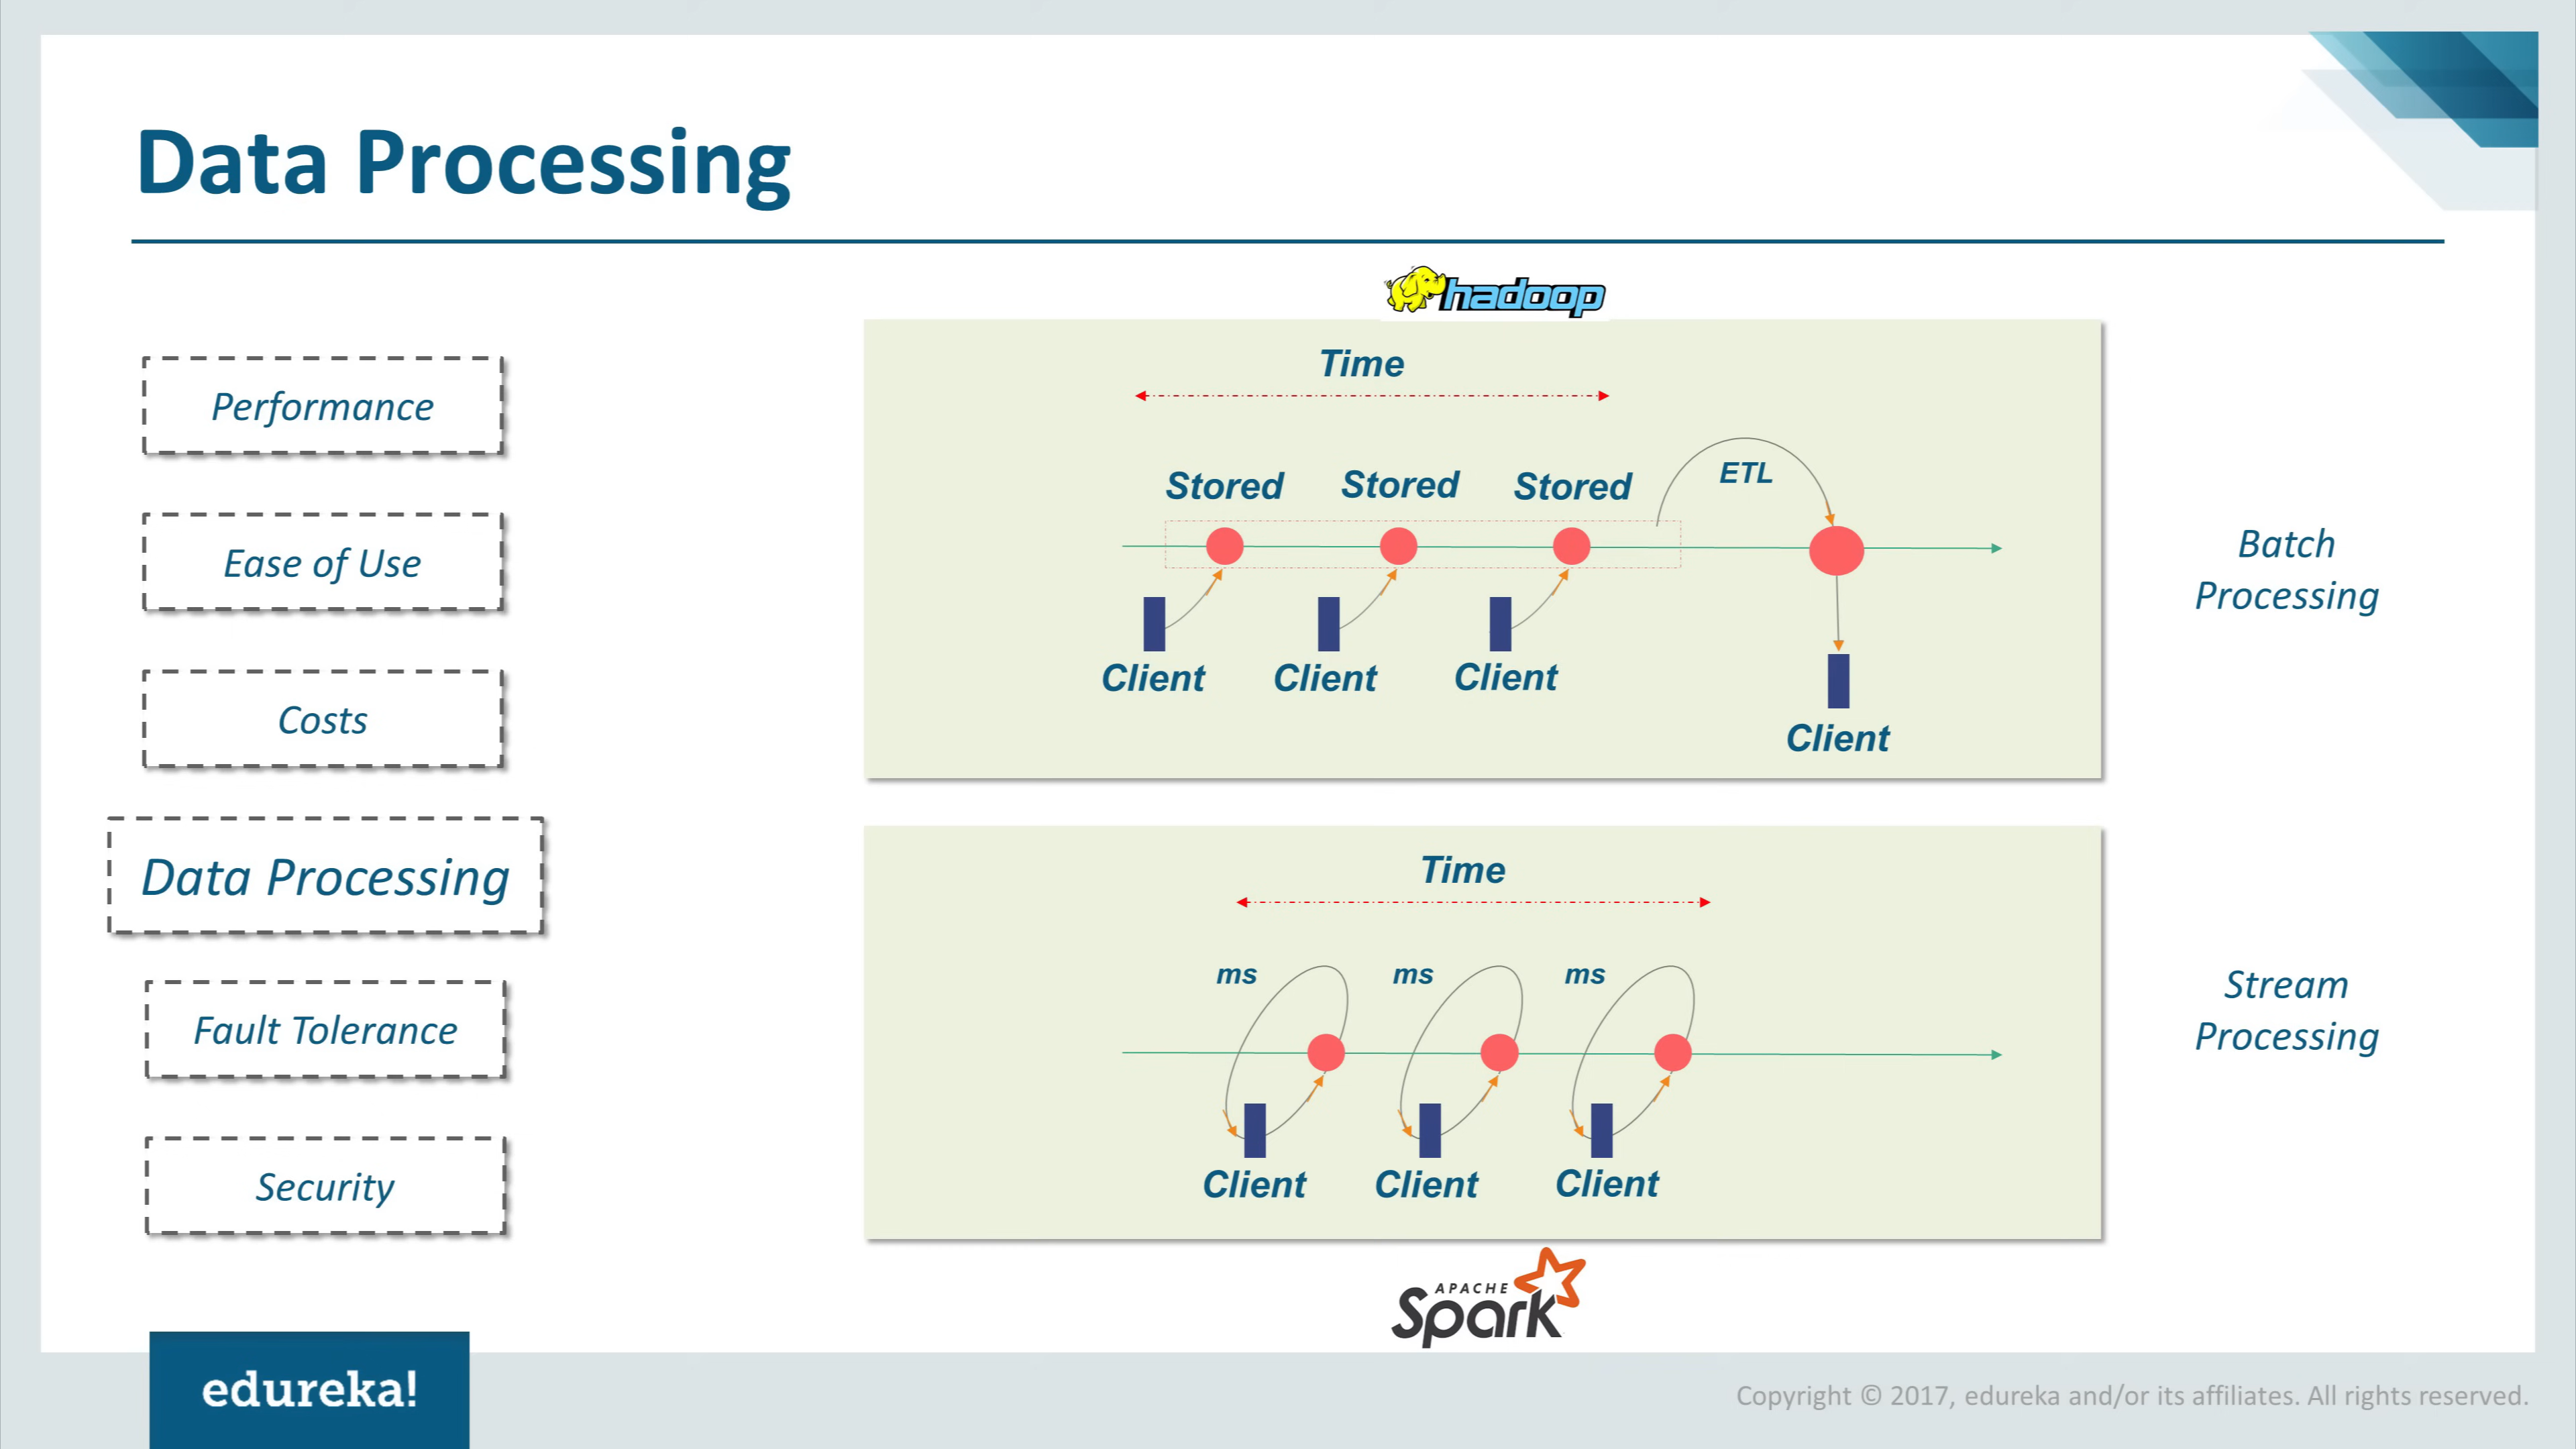 Data Processing
Performance
Ease of Use
Costs
Data Processing
Fault Tolerance
Security
hadoop
Time
Stored Stored Stored
ETL
Client Client Client
Client
Batch
Processing
Time
ms ms ms
Client Client Client
Stream
Processing
APACHE
Spark
edureka!
Copyright © 2017, edureka and/or its affiliates. All rights reserved.